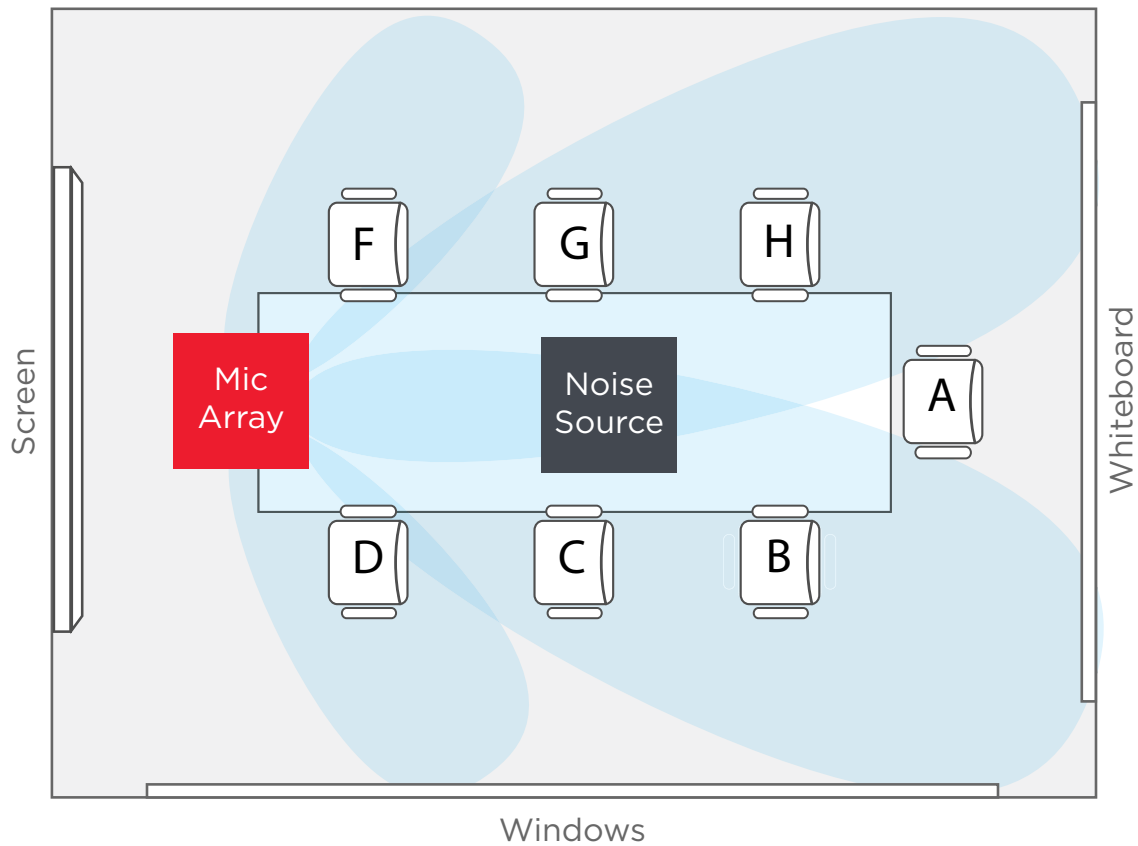 F
G
H
Screen
Mic
Array
Noise
Source
A
Whiteboard
D
C
B
Windows